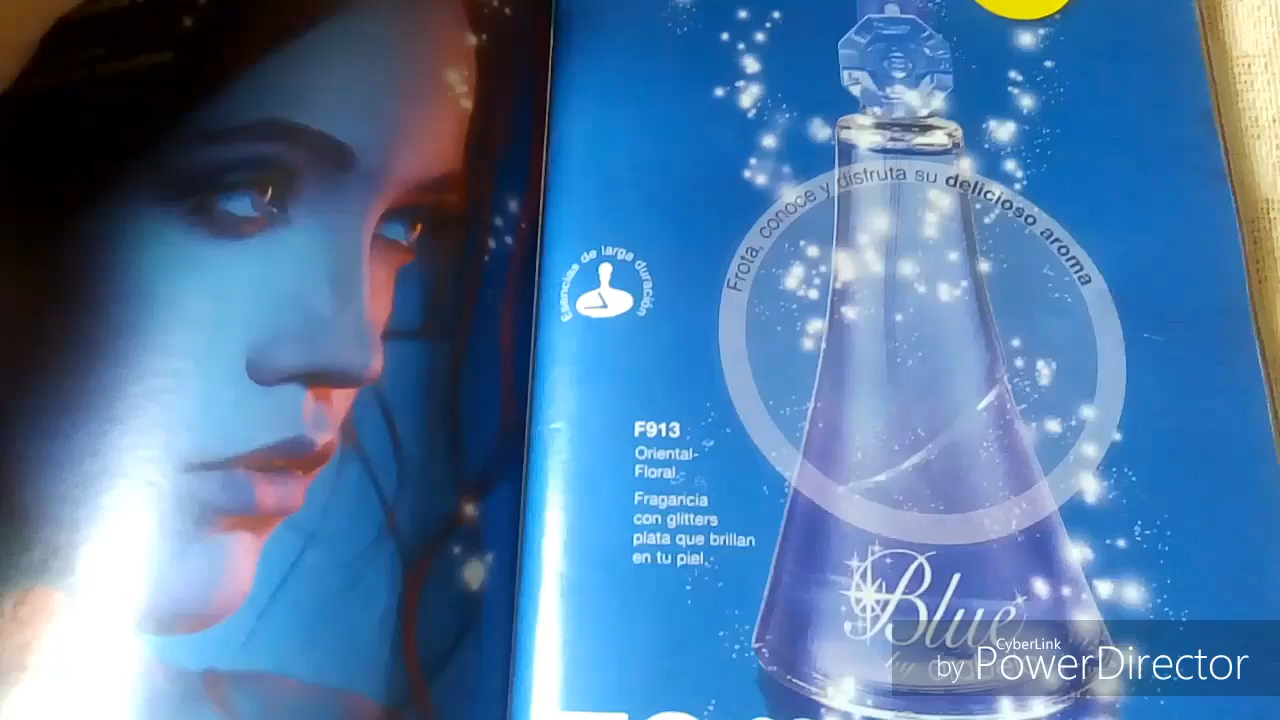 Frota, conoce y disfruta su delicioso aroma
Esencias de larga duración
F913
Oriental-
Floral.
Fragancia
con glitters
plata que brillan
en tu piel.
Blue
by
CyberLink
by PowerDirector